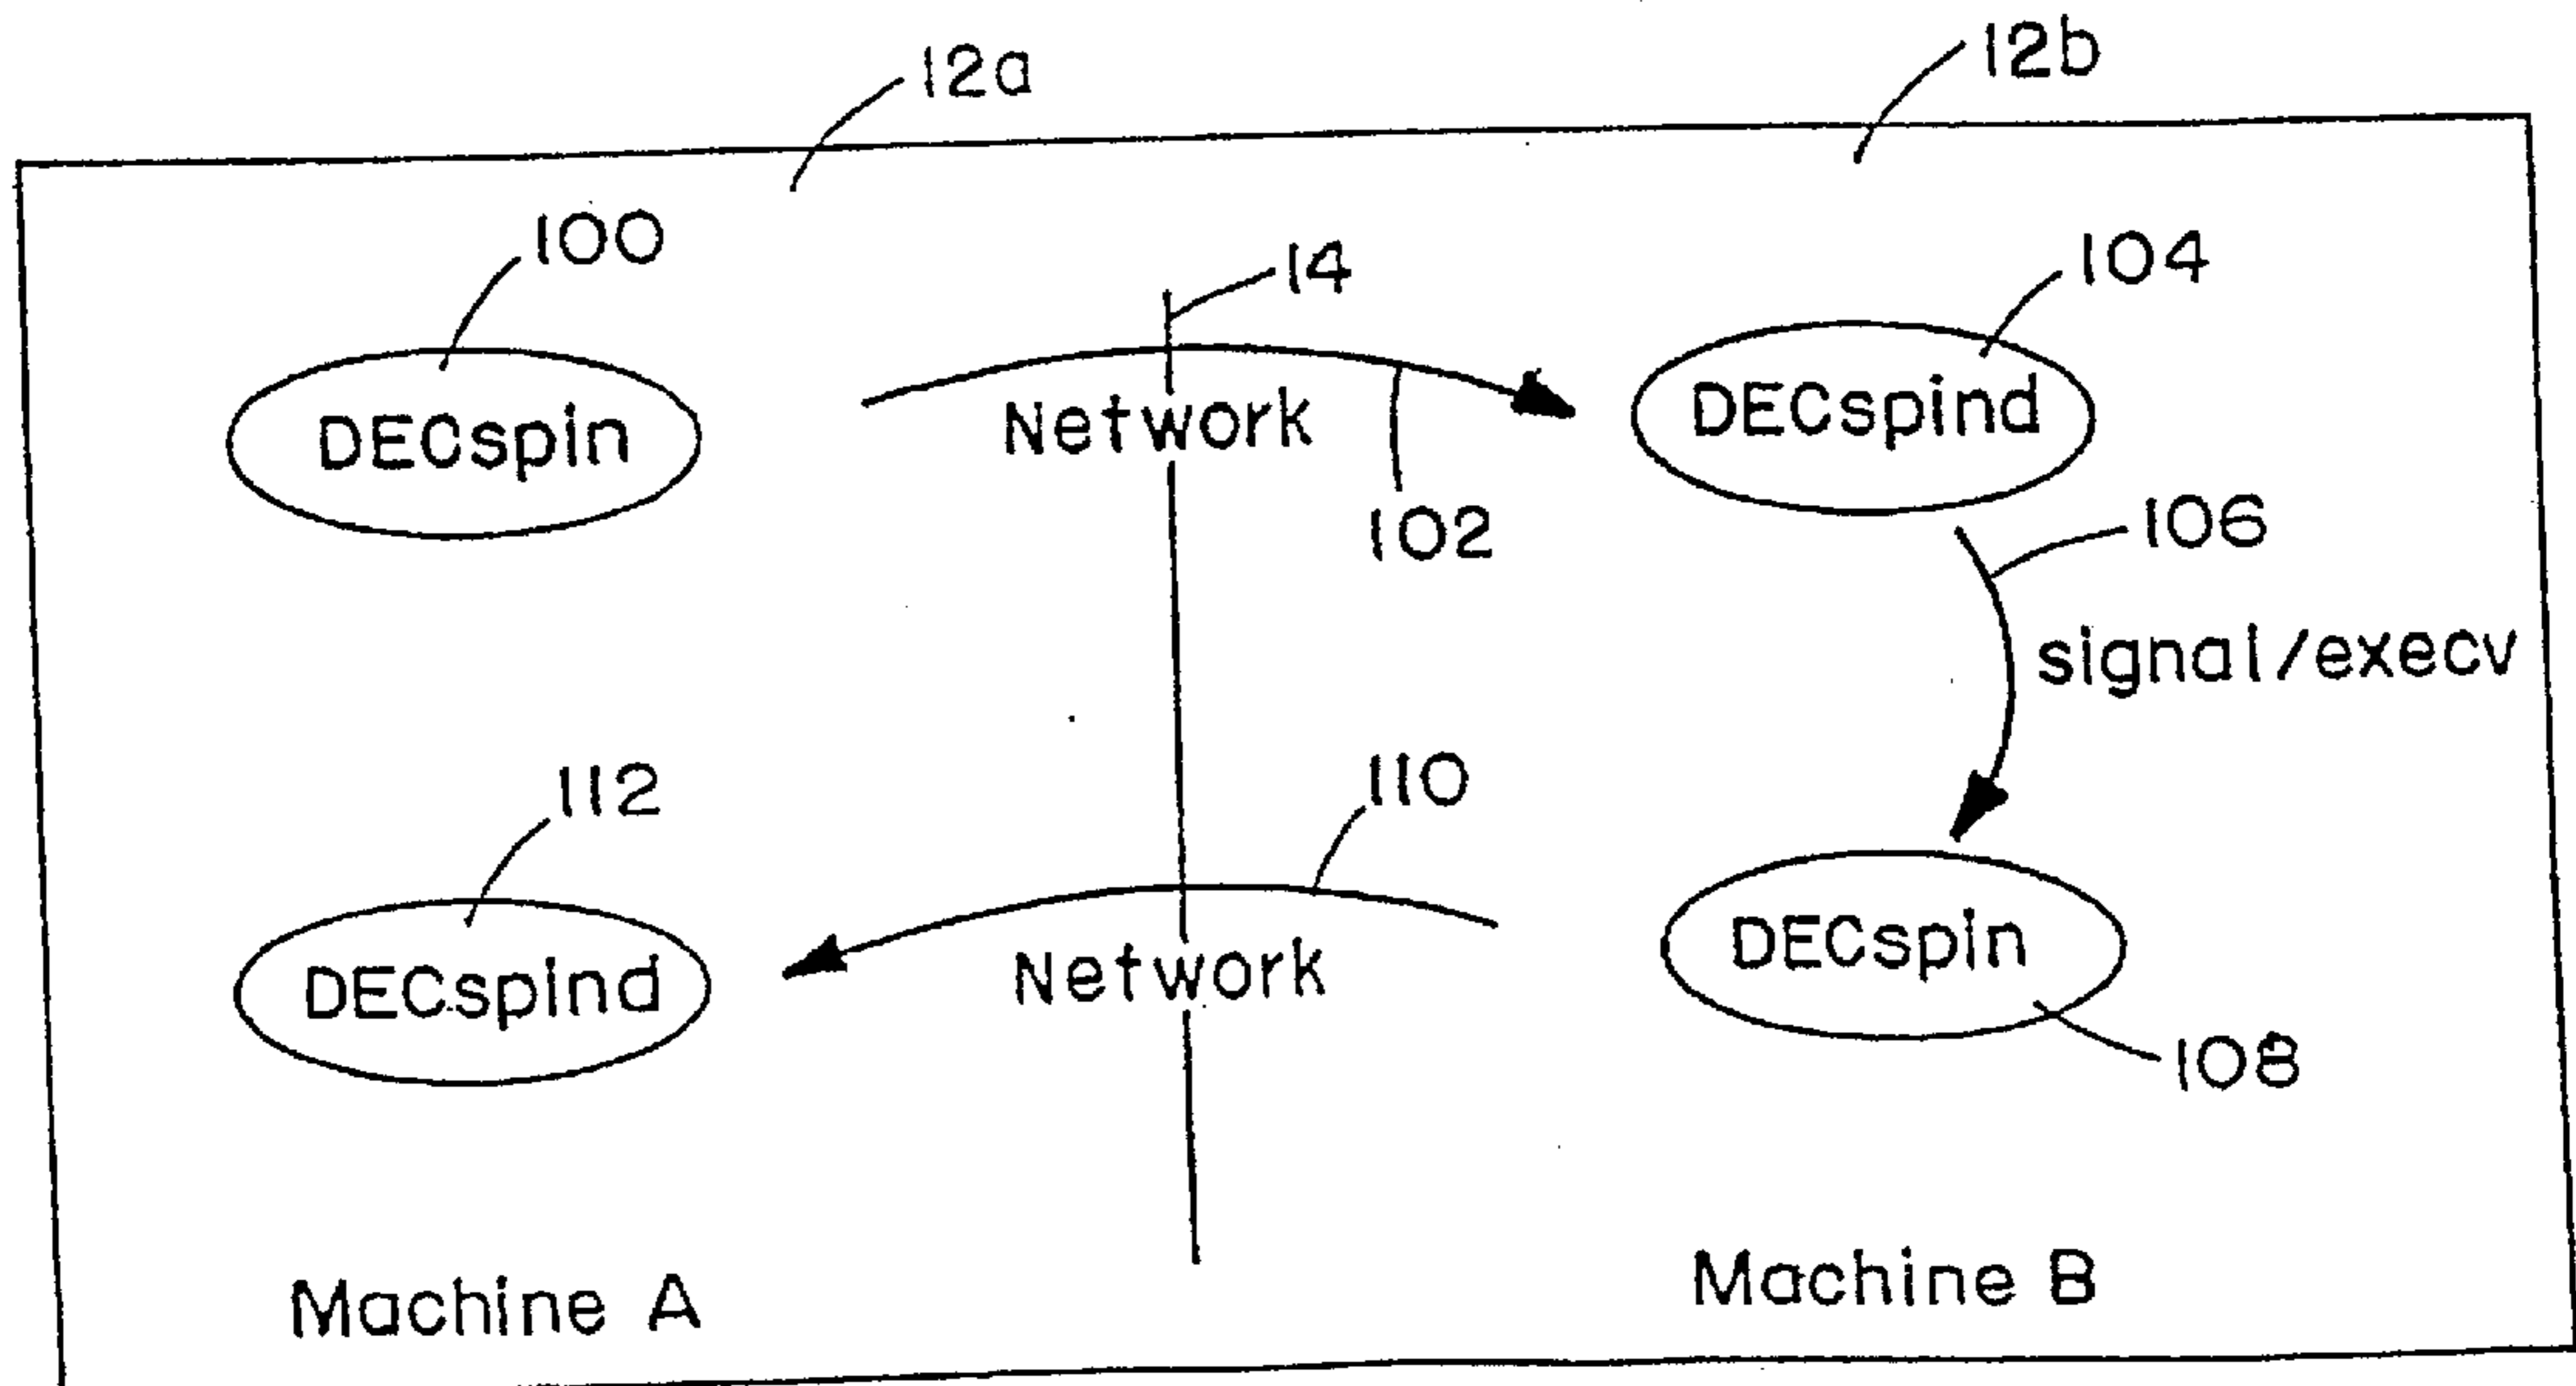 12a
12b
100
14
104
DECspin
Network
DECspind
102
106
signal/execv
112
110
DECspind
Network
DECspin
108
Machine A
Machine B